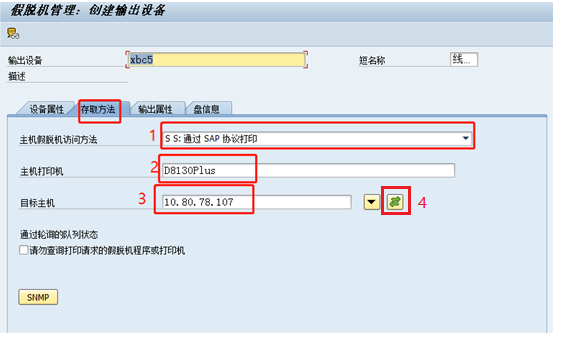 假脱机管理: 创建输出设备
输出设备 xbc5 短名称 线...
描述
设备属性 存取方法 输出属性 盘信息
主机假脱机访问方法 1 S S: 通过 SAP 协议打印
主机打印机 2 D8130Plus
目标主机 3 10.80.78.107 4
通过轮询的队列状态
请勿查询打印请求的假脱机程序或打印机
SNMP